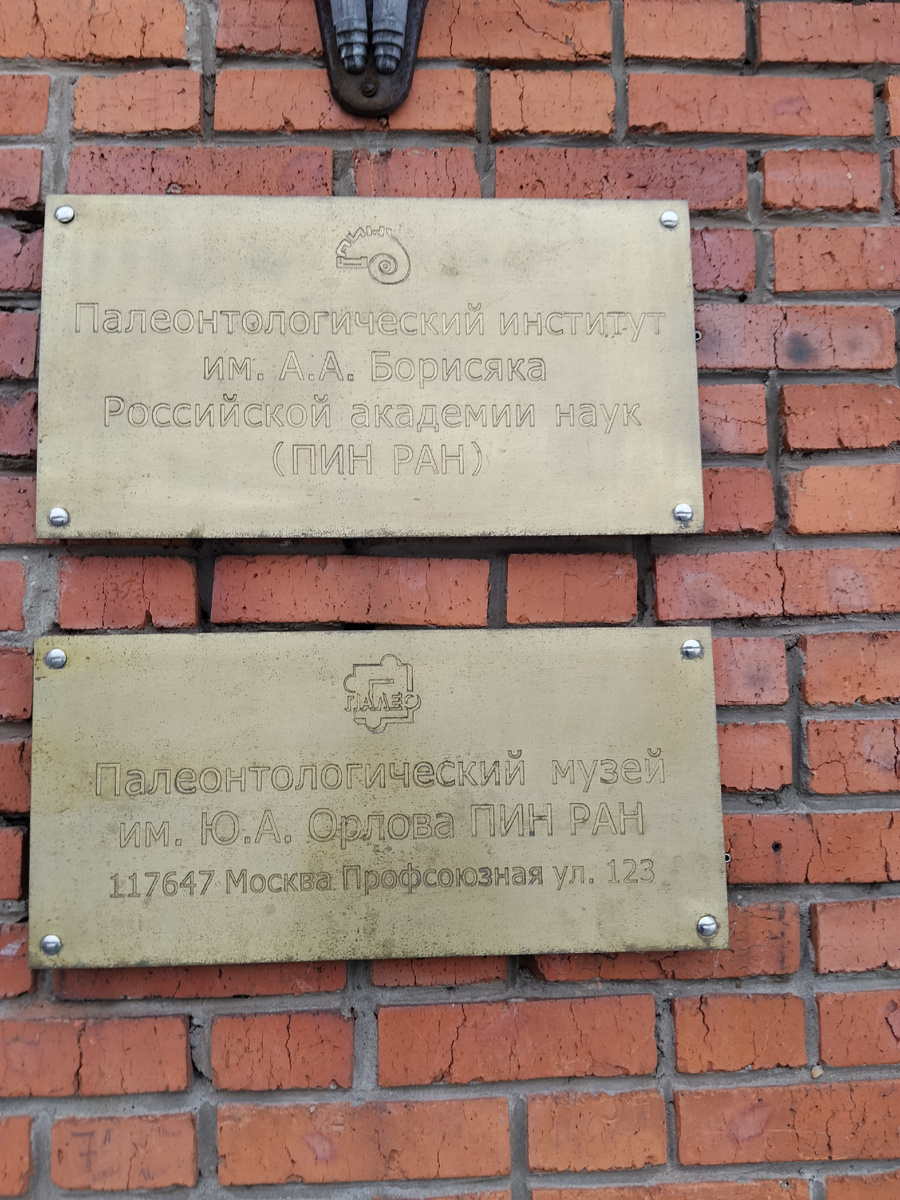 ПИН
Палеонтологический институт
им. А.А. Борисяка
Российской академии наук
(ПИН РАН)
ПАЛЕО
Палеонтологический музей
им. Ю.А. Орлова ПИН РАН
117647 Москва Профсоюзная ул. 123